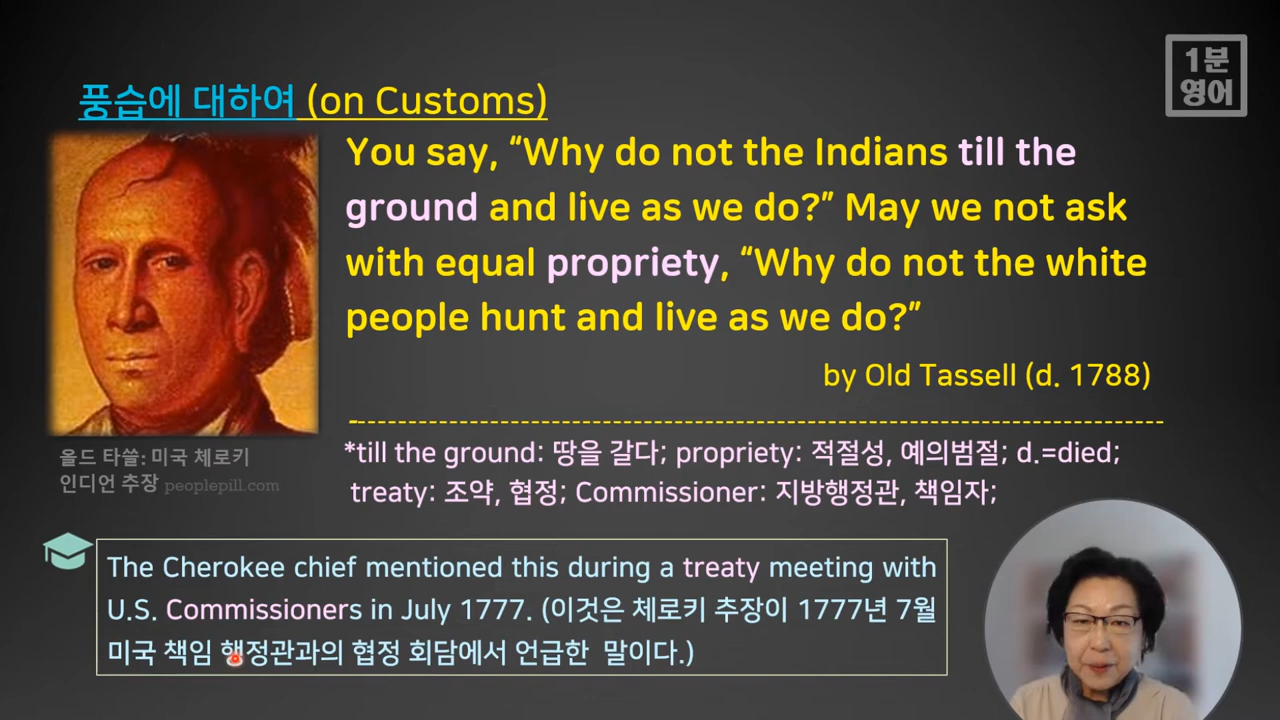 1분
영어
풍습에 대하여 (on Customs)
You say, “Why do not the Indians till the
ground and live as we do?” May we not ask
with equal propriety, “Why do not the white
people hunt and live as we do?”
by Old Tassell (d. 1788)
*till the ground: 땅을 갈다; propriety: 적절성, 예의범절; d.=died;
treaty: 조약, 협정; Commissioner: 지방행정관, 책임자;
올드 타쓸: 미국 체로키
인디언 추장 peoplepill.com
The Cherokee chief mentioned this during a treaty meeting with
U.S. Commissioners in July 1777. (이것은 체로키 추장이 1777년 7월
미국 책임 행정관과의 협정 회담에서 언급한 말이다.)